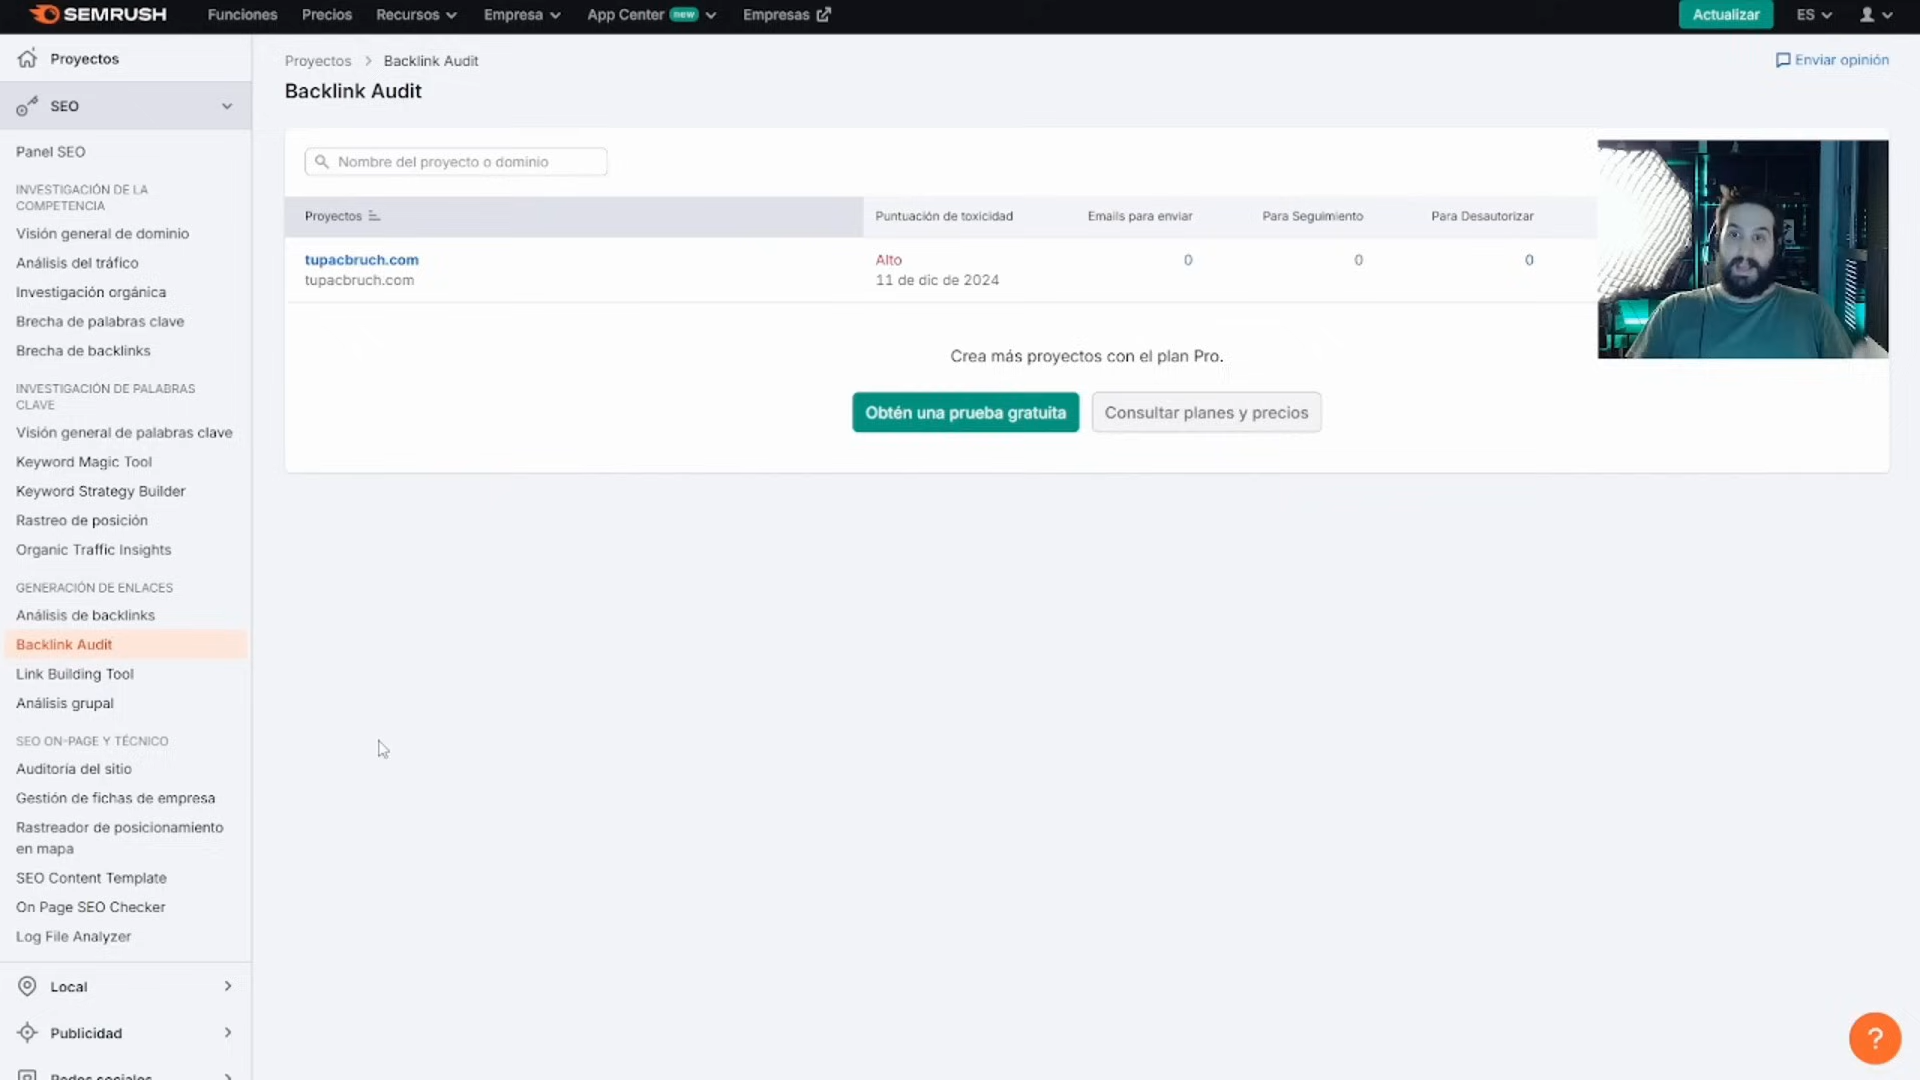 SEMRUSH
Funciones
Precios
Recursos
Empresa
App Center new
Empresas
Actualizar
ES
Proyectos
SEO
Panel SEO
INVESTIGACIÓN DE LA
COMPETENCIA
Visión general de dominio
Análisis del tráfico
Investigación orgánica
Brecha de palabras clave
Brecha de backlinks
INVESTIGACIÓN DE PALABRAS
CLAVE
Visión general de palabras clave
Keyword Magic Tool
Keyword Strategy Builder
Rastreo de posición
Organic Traffic Insights
GENERACIÓN DE ENLACES
Análisis de backlinks
Backlink Audit
Link Building Tool
Análisis grupal
SEO ON-PAGE Y TÉCNICO
Auditoría del sitio
Gestión de fichas de empresa
Rastreador de posicionamiento
en mapa
SEO Content Template
On Page SEO Checker
Log File Analyzer
Local
Publicidad
Redes sociales
Proyectos > Backlink Audit
Enviar opinión
Backlink Audit
Nombre del proyecto o dominio
Proyectos
Puntuación de toxicidad
Emails para enviar
Para Seguimiento
Para Desautorizar
tupacbruch.com
Alto
0
0
0
tupacbruch.com
11 de dic de 2024
Crea más proyectos con el plan Pro.
Obtén una prueba gratuita
Consultar planes y precios
?